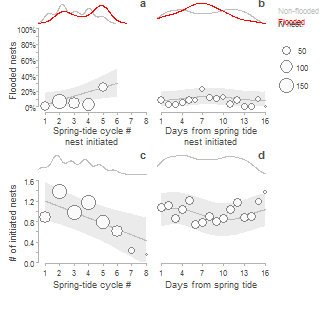 a
b
Non-flooded
Flooded
N nest:
50
100
150
Flooded nests
100%
80%
60%
40%
20%
0%
1 2 3 4 5 6 7 8
Spring-tide cycle #
nest initiated
1 4 7 10 13 16
Days from spring tide
nest initiated
c
d
# of initiated nests
1.6
1.2
0.8
0.4
0.0
1 2 3 4 5 6 7 8
Spring-tide cycle #
1 4 7 10 13 16
Days from spring tide